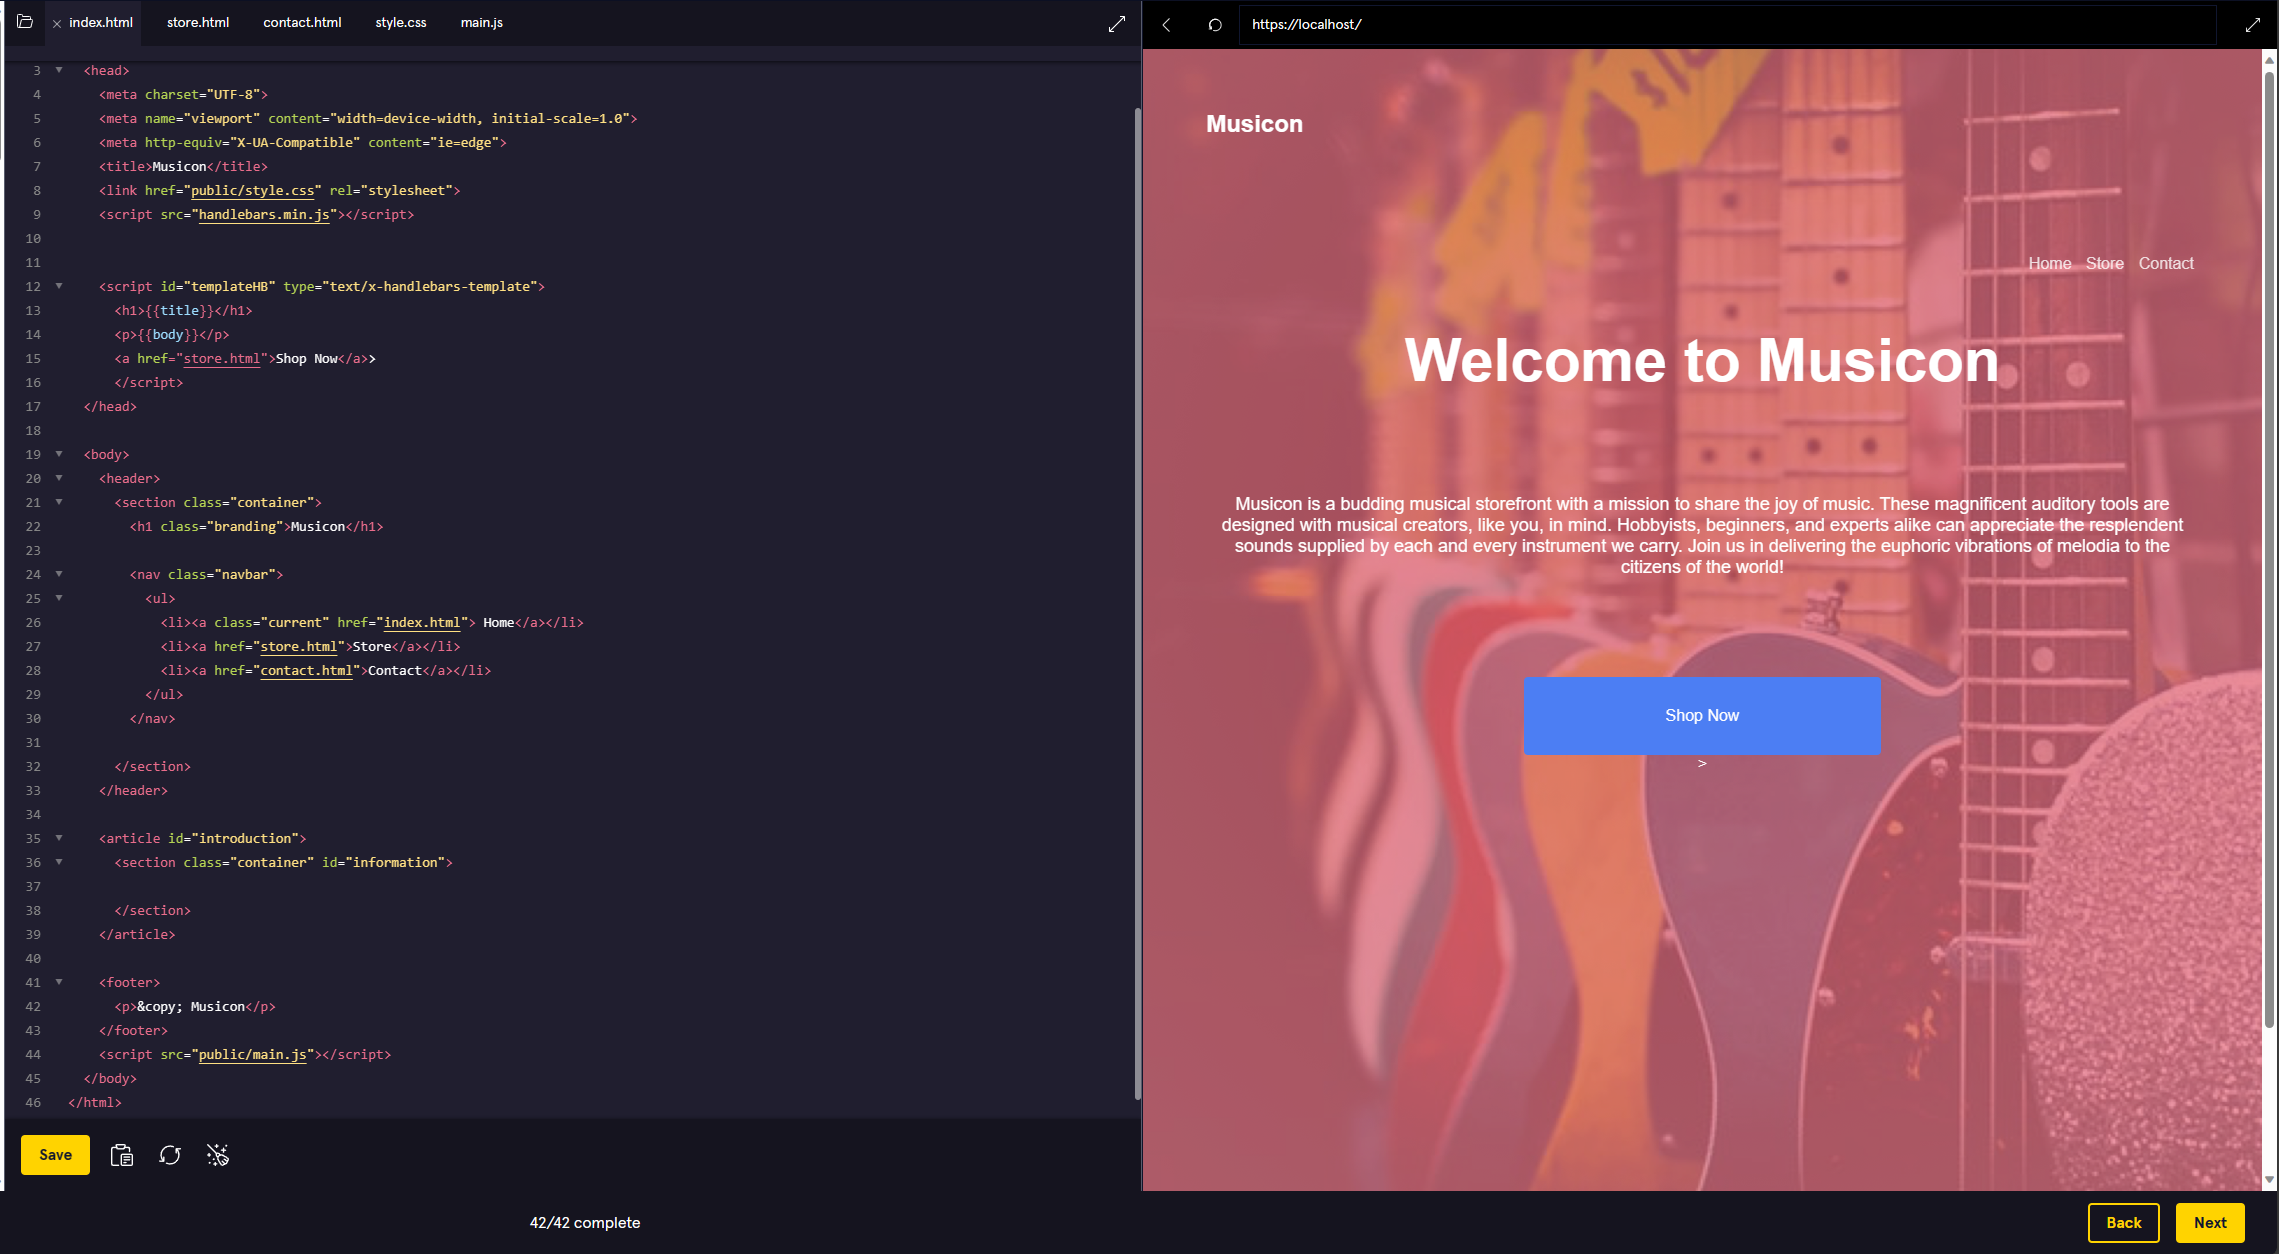 index.html store.html contact.html style.css main.js
3 <head>
4 <meta charset="UTF-8">
5 <meta name="viewport" content="width=device-width, initial-scale=1.0">
6 <meta http-equiv="X-UA-Compatible" content="ie=edge">
7 <title>Musicon</title>
8 <link href="public/style.css" rel="stylesheet">
9 <script src="handlebars.min.js"></script>
10
11
12 <script id="templateHB" type="text/x-handlebars-template">
13 <h1>{{title}}</h1>
14 <p>{{body}}</p>
15 <a href="store.html">Shop Now</a>>
16 </script>
17 </head>
18
19 <body>
20 <header>
21 <section class="container">
22 <h1 class="branding">Musicon</h1>
23
24 <nav class="navbar">
25 <ul>
26 <li><a class="current" href="index.html"> Home</a></li>
27 <li><a href="store.html">Store</a></li>
28 <li><a href="contact.html">Contact</a></li>
29 </ul>
30 </nav>
31
32 </section>
33 </header>
34
35 <article id="introduction">
36 <section class="container" id="information">
37
38 </section>
39 </article>
40
41 <footer>
42 <p>&copy; Musicon</p>
43 </footer>
44 <script src="public/main.js"></script>
45 </body>
46 </html>
Save
https://localhost/
Musicon
Home Store Contact
Welcome to Musicon
Musicon is a budding musical storefront with a mission to share the joy of music. These magnificent auditory tools are
designed with musical creators, like you, in mind. Hobbyists, beginners, and experts alike can appreciate the resplendent
sounds supplied by each and every instrument we carry. Join us in delivering the euphoric vibrations of melodia to the
citizens of the world!
Shop Now
>
42/42 complete
Back Next